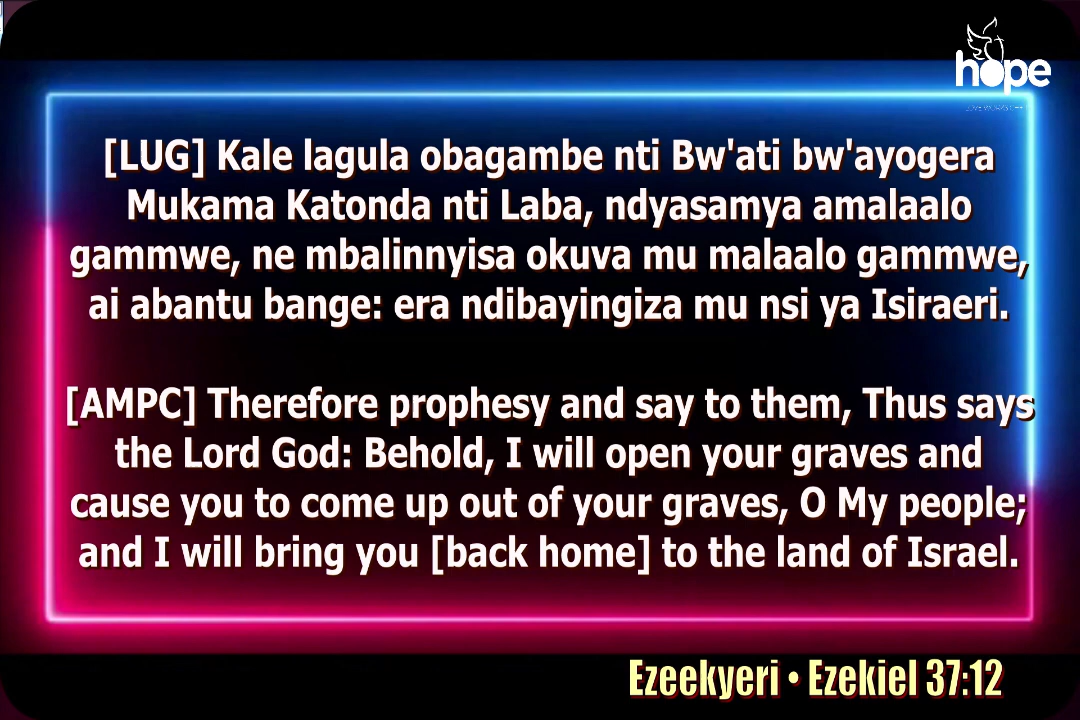 hope
[LUG] Kale lagula obagambe nti Bw'ati bw'ayogera
Mukama Katonda nti Laba, ndyasamya amalaalo
gammwe, ne mbalinnyisa okuva mu malaalo gammwe,
ai abantu bange: era ndibayingiza mu nsi ya Isiraeri.
[AMPC] Therefore prophesy and say to them, Thus says
the Lord God: Behold, I will open your graves and
cause you to come up out of your graves, O My people;
and I will bring you [back home] to the land of Israel.
Ezeekyeri • Ezekiel 37:12